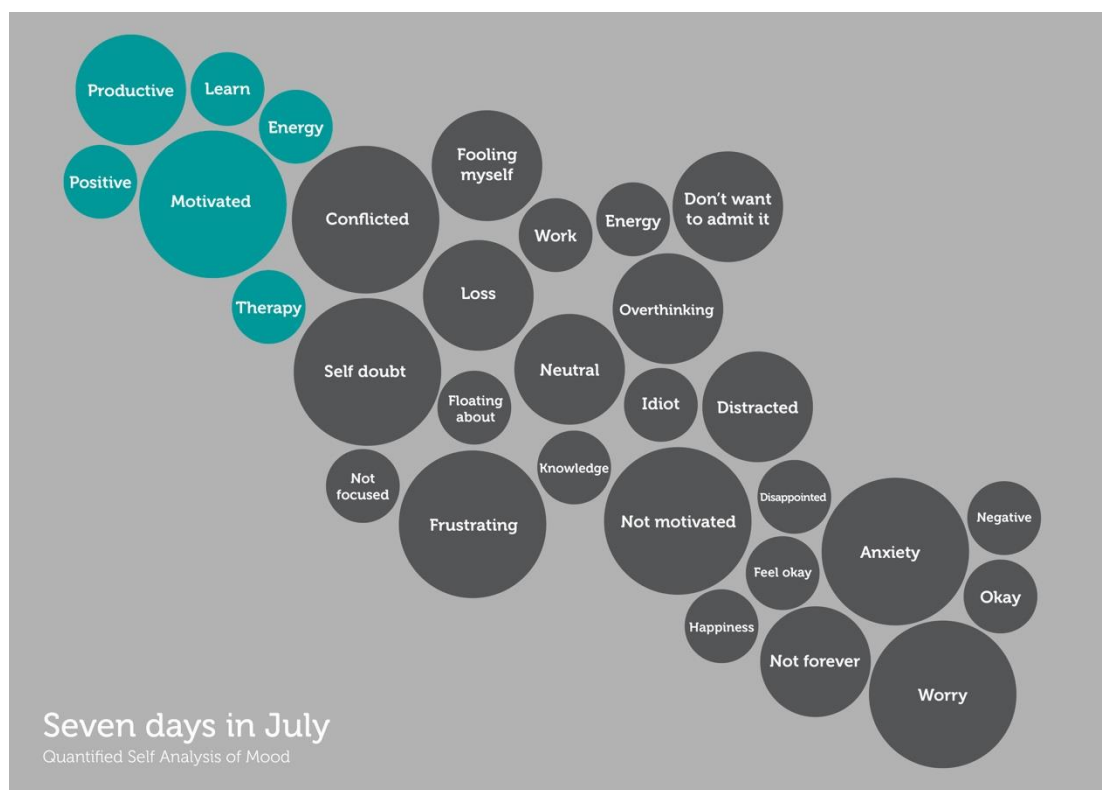 Productive
Learn
Energy
Positive
Motivated
Therapy
Conflicted
Fooling
myself
Work
Energy
Don't want
to admit it
Loss
Overthinking
Self doubt
Neutral
Floating
about
Idiot
Distracted
Not
focused
Knowledge
Frustrating
Not motivated
Disappointed
Anxiety
Negative
Feel okay
Okay
Happiness
Not forever
Worry
Seven days in July
Quantified Self Analysis of Mood